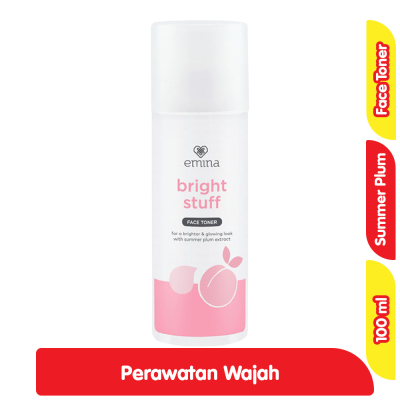 emina
bright
stuff
FACE TONER
For a brighter & glowing look
with summer plum extract
Face Toner
Summer Plum
100 ml
Perawatan Wajah